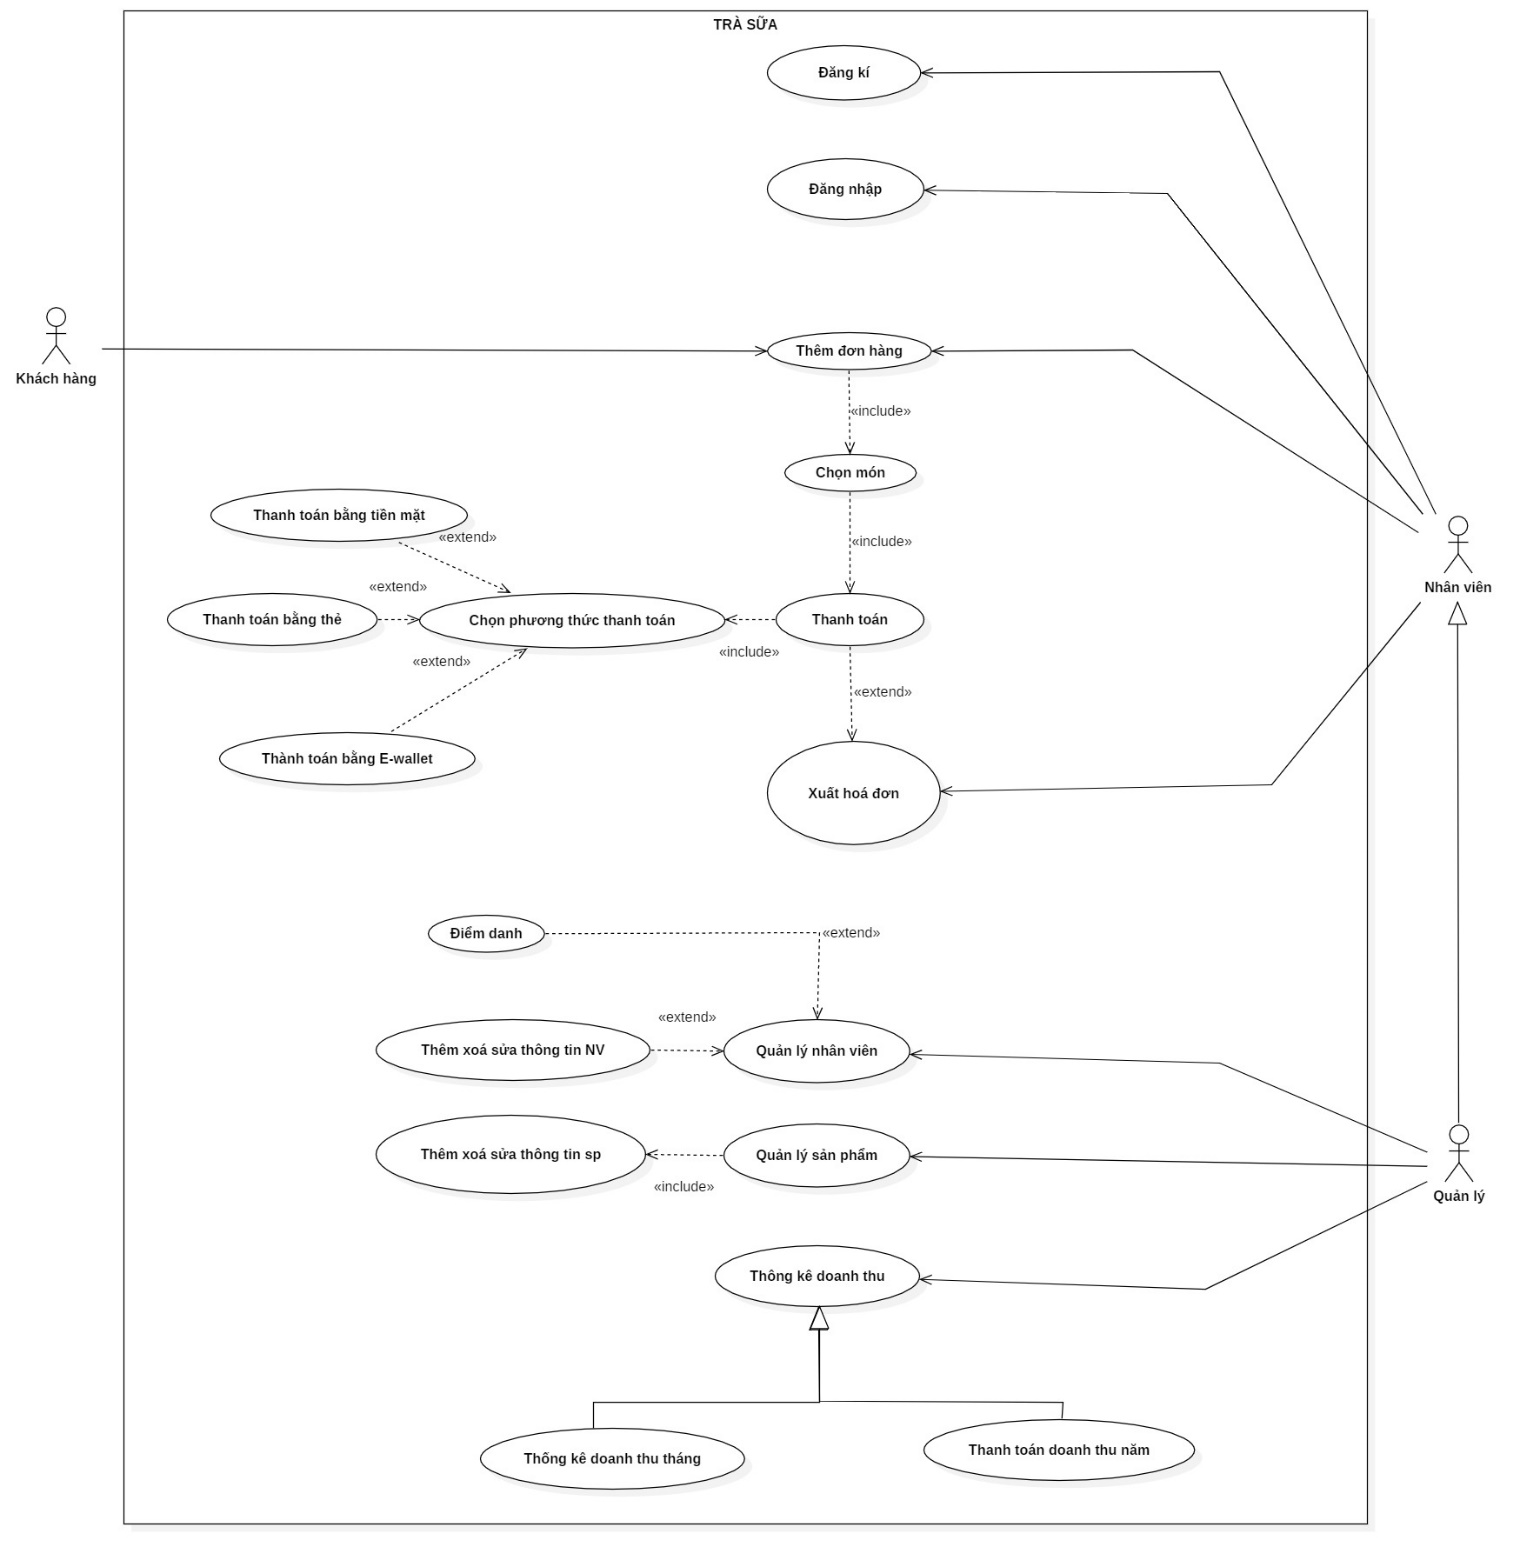 TRÀ SỮA
Đăng kí
Đăng nhập
Khách hàng
Thêm đơn hàng
«include»
Chọn món
Thanh toán bằng tiền mặt
«extend»
«include»
Nhân viên
«extend»
Thanh toán bằng thẻ
Chọn phương thức thanh toán
Thanh toán
«extend»
«include»
«extend»
Thành toán bằng E-wallet
Xuất hoá đơn
Điểm danh
«extend»
«extend»
Thêm xoá sửa thông tin NV
Quản lý nhân viên
Thêm xoá sửa thông tin sp
Quản lý sản phẩm
«include»
Quản lý
Thông kê doanh thu
Thống kê doanh thu tháng
Thanh toán doanh thu năm